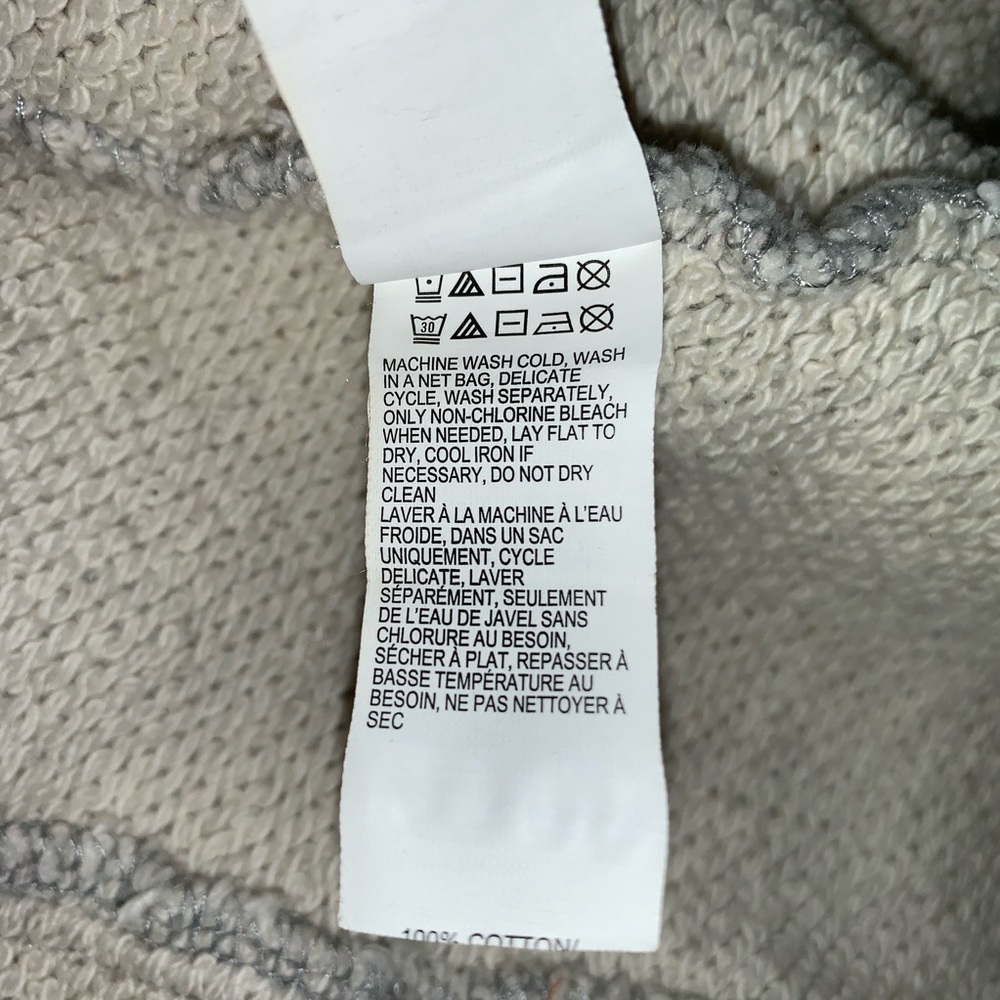 30
MACHINE WASH COLD, WASH
IN A NET BAG, DELICATE
CYCLE, WASH SEPARATELY,
ONLY NON-CHLORINE BLEACH
WHEN NEEDED, LAY FLAT TO
DRY, COOL IRON IF
NECESSARY, DO NOT DRY
CLEAN
LAVER À LA MACHINE À L'EAU
FROIDE, DANS UN SAC
UNIQUEMENT, CYCLE
DELICATE, LAVER
SÉPARÉMENT, SEULEMENT
DE L'EAU DE JAVEL SANS
CHLORURE AU BESOIN,
SÉCHER À PLAT, REPASSER À
BASSE TEMPÉRATURE AU
BESOIN, NE PAS NETTOYER À
SEC
100% COTTON/